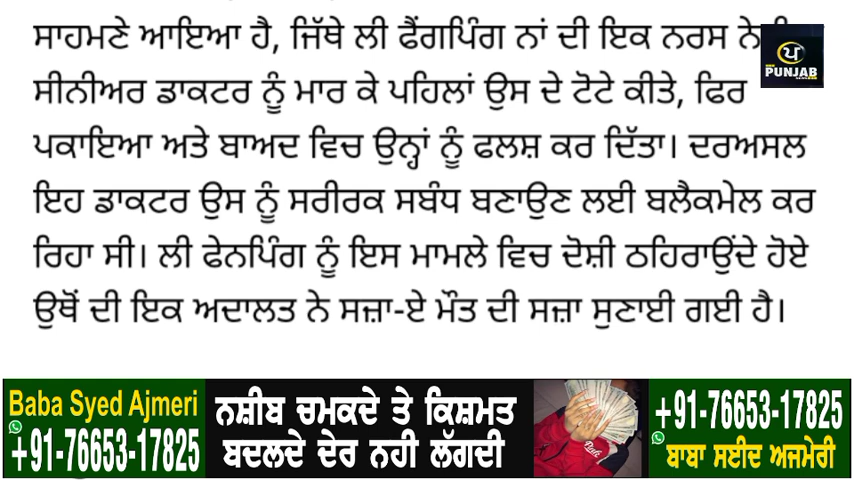 ਸਾਹਮਣੇ ਆਇਆ ਹੈ, ਜਿੱਥੇ ਲੀ ਫੈਂਗਪਿੰਗ ਨਾਂ ਦੀ ਇਕ ਨਰਸ ਨੇ
PUNJAB
ਸੀਨੀਅਰ ਡਾਕਟਰ ਨੂੰ ਮਾਰ ਕੇ ਪਹਿਲਾਂ ਉਸ ਦੇ ਟੋਟੇ ਕੀਤੇ, ਫਿਰ
ਪਕਾਇਆ ਅਤੇ ਬਾਅਦ ਵਿਚ ਉਨ੍ਹਾਂ ਨੂੰ ਫਲਸ਼ ਕਰ ਦਿੱਤਾ। ਦਰਅਸਲ
ਇਹ ਡਾਕਟਰ ਉਸ ਨੂੰ ਸਰੀਰਕ ਸਬੰਧ ਬਣਾਉਣ ਲਈ ਬਲੈਕਮੇਲ ਕਰ
ਰਿਹਾ ਸੀ। ਲੀ ਫੇਨਪਿੰਗ ਨੂੰ ਇਸ ਮਾਮਲੇ ਵਿਚ ਦੋਸ਼ੀ ਠਹਿਰਾਉਂਦੇ ਹੋਏ
ਉਥੋਂ ਦੀ ਇਕ ਅਦਾਲਤ ਨੇ ਸਜ਼ਾ-ਏ ਮੌਤ ਦੀ ਸਜ਼ਾ ਸੁਣਾਈ ਗਈ ਹੈ।
Baba Syed Ajmeri
+91-76653-17825
ਨਸ਼ੀਬ ਚਮਕਦੇ ਤੇ ਕਿਸ਼ਮਤ
ਬਦਲਦੇ ਦੇਰ ਨਹੀ ਲੱਗਦੀ
Pink
+91-76653-17825
ਬਾਬਾ ਸਈਦ ਅਜਮੇਰੀ